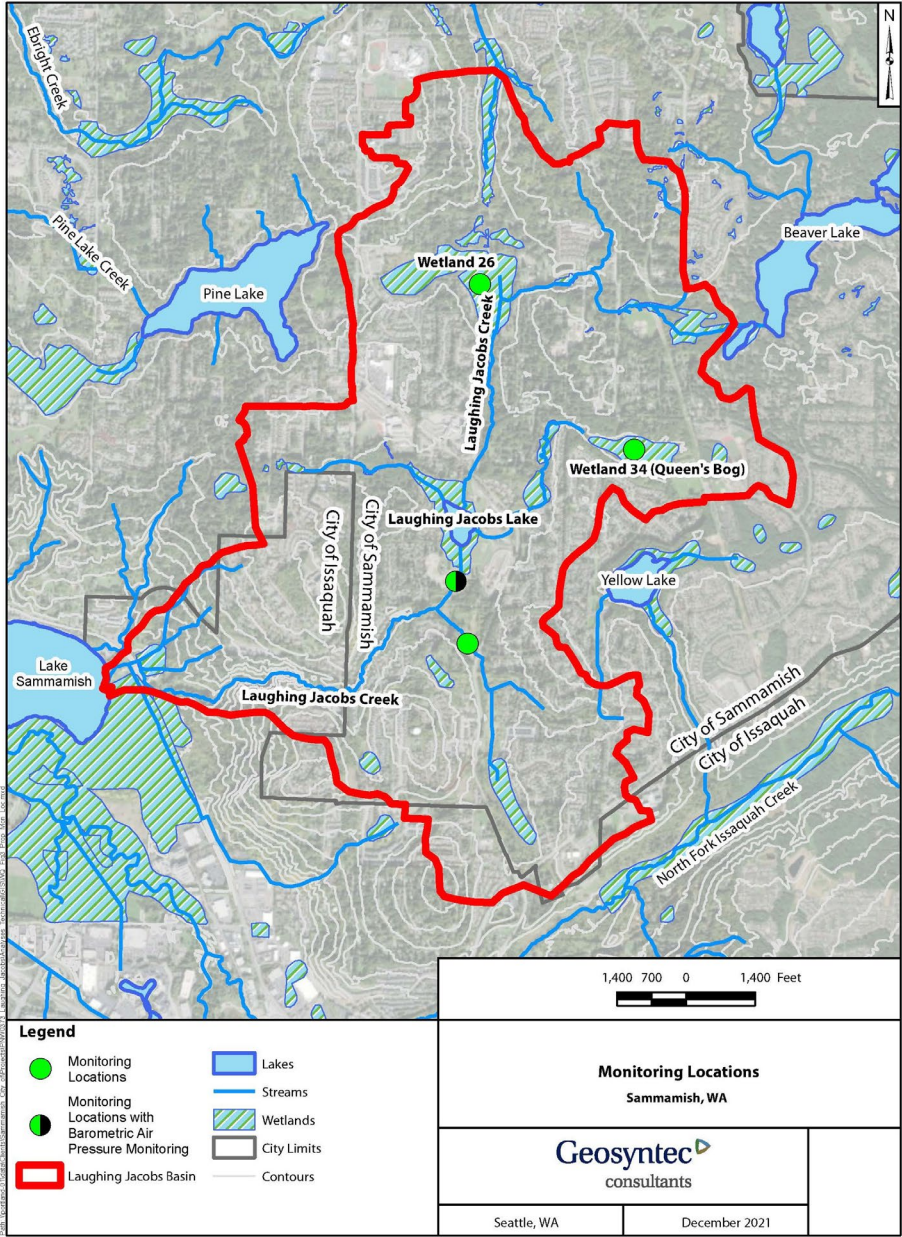 N
Ebright Creek
Pine Lake Creek
Pine Lake
Beaver Lake
Wetland 26
Laughing Jacobs Creek
Wetland 34 (Queen's Bog)
Laughing Jacobs Lake
City of Issaquah
City of Sammamish
Yellow Lake
Lake
Sammamish
Laughing Jacobs Creek
City of Sammamish
City of Issaquah
North Fork Issaquah Creek
1,400 700 0 1,400 Feet
Legend
Monitoring
Locations
Monitoring
Locations with
Barometric Air
Pressure Monitoring
Laughing Jacobs Basin
Lakes
Streams
Wetlands
City Limits
Contours
Monitoring Locations
Sammamish, WA
Geosyntec
consultants
Seattle, WA
December 2021